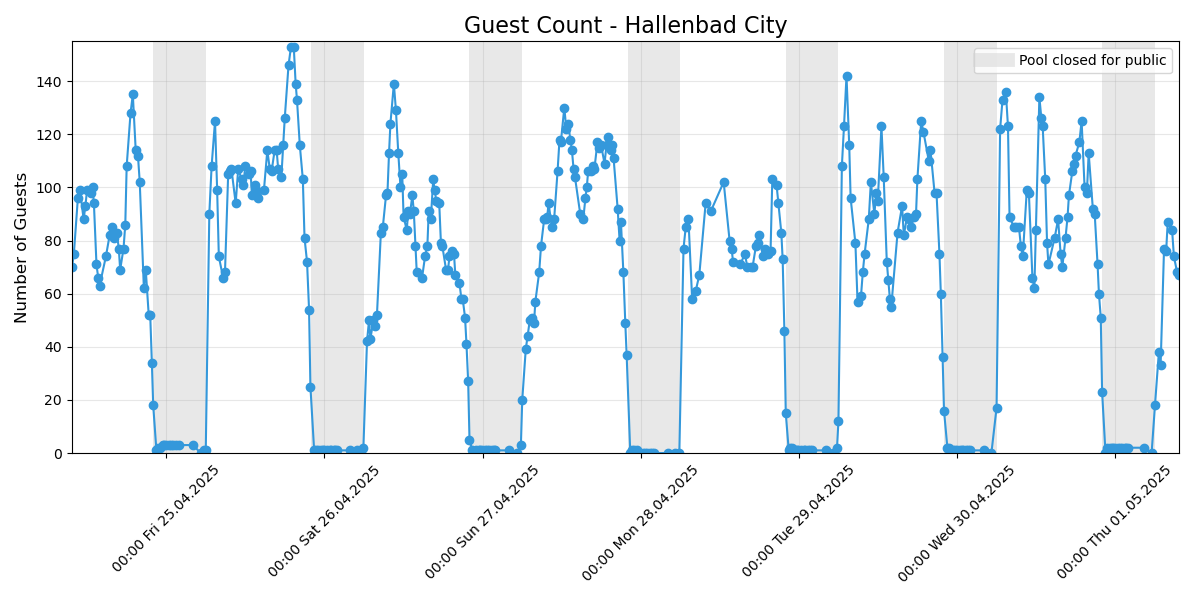 Guest Count - Hallenbad City
Pool closed for public
Number of Guests
140
120
100
80
60
40
20
0
00:00 Fri 25.04.2025
00:00 Sat 26.04.2025
00:00 Sun 27.04.2025
00:00 Mon 28.04.2025
00:00 Tue 29.04.2025
00:00 Wed 30.04.2025
00:00 Thu 01.05.2025